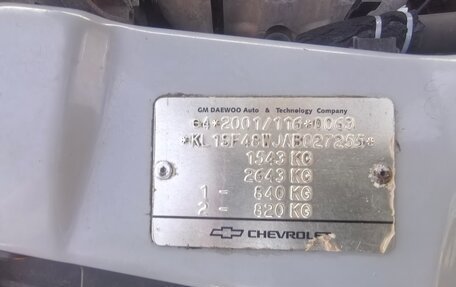 GM DAEWOO Auto & Technology Company
e4*2001/116*0063
*KL1SF48WJAB027255*
1543 KG
2643 KG
1 - 840 KG
2 - 820 KG
CHEVROLET